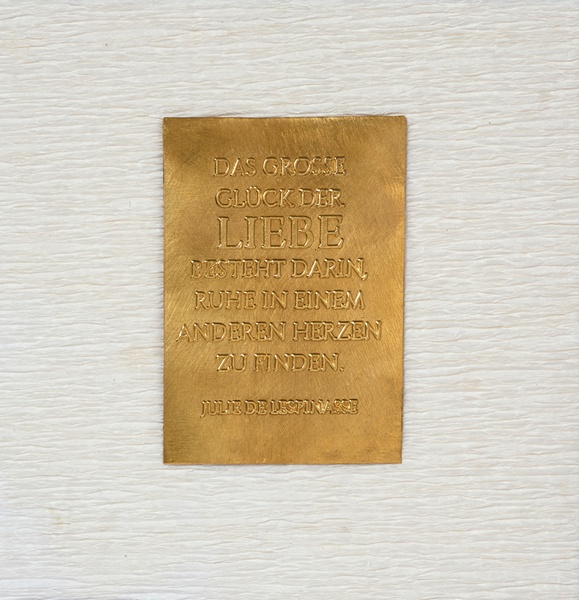 DAS GROSSE
GLÜCK DER
LIEBE
BESTEHT DARIN,
RUHE IN EINEM
ANDEREN HERZEN
ZU FINDEN.
JULIE DE LESPINASSE